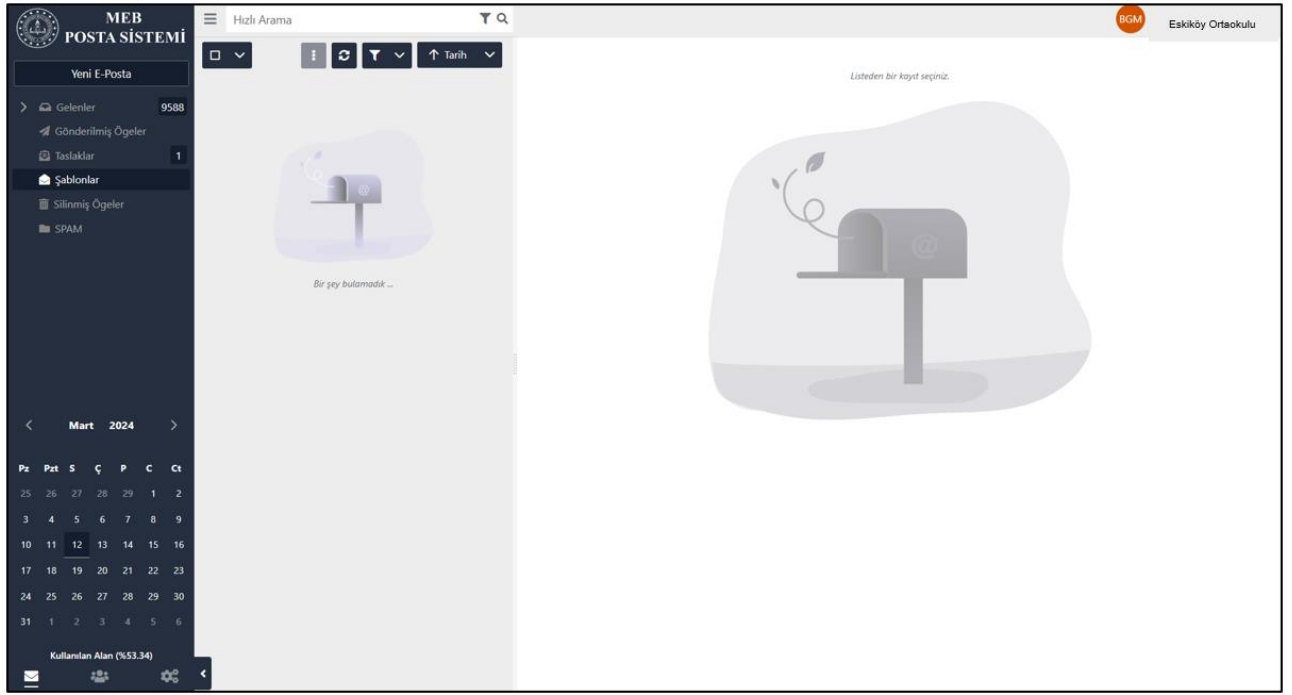 MEB
POSTA SİSTEMİ
Yeni E-Posta
Gelenler 9588
Gönderilmiş Ögeler
Taslaklar 1
Şablonlar
Silinmiş Ögeler
SPAM
Mart 2024
Pz Pzt S Ç P C Ct
25 26 27 28 29 1 2
3 4 5 6 7 8 9
10 11 12 13 14 15 16
17 18 19 20 21 22 23
24 25 26 27 28 29 30
31 1 2 3 4 5 6
Kullanılan Alan (%53.34)
Hızlı Arama
Tarih
@
Bir şey bulamadık ...
BGM Eskiköy Ortaokulu
Listeden bir kayıt seçiniz.
@